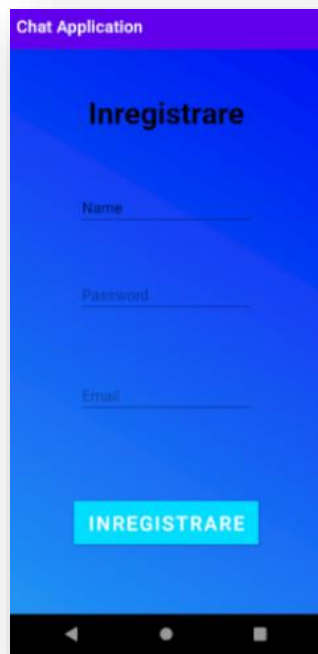 Chat Application
Inregistrare
Name
Password
Email
INREGISTRARE